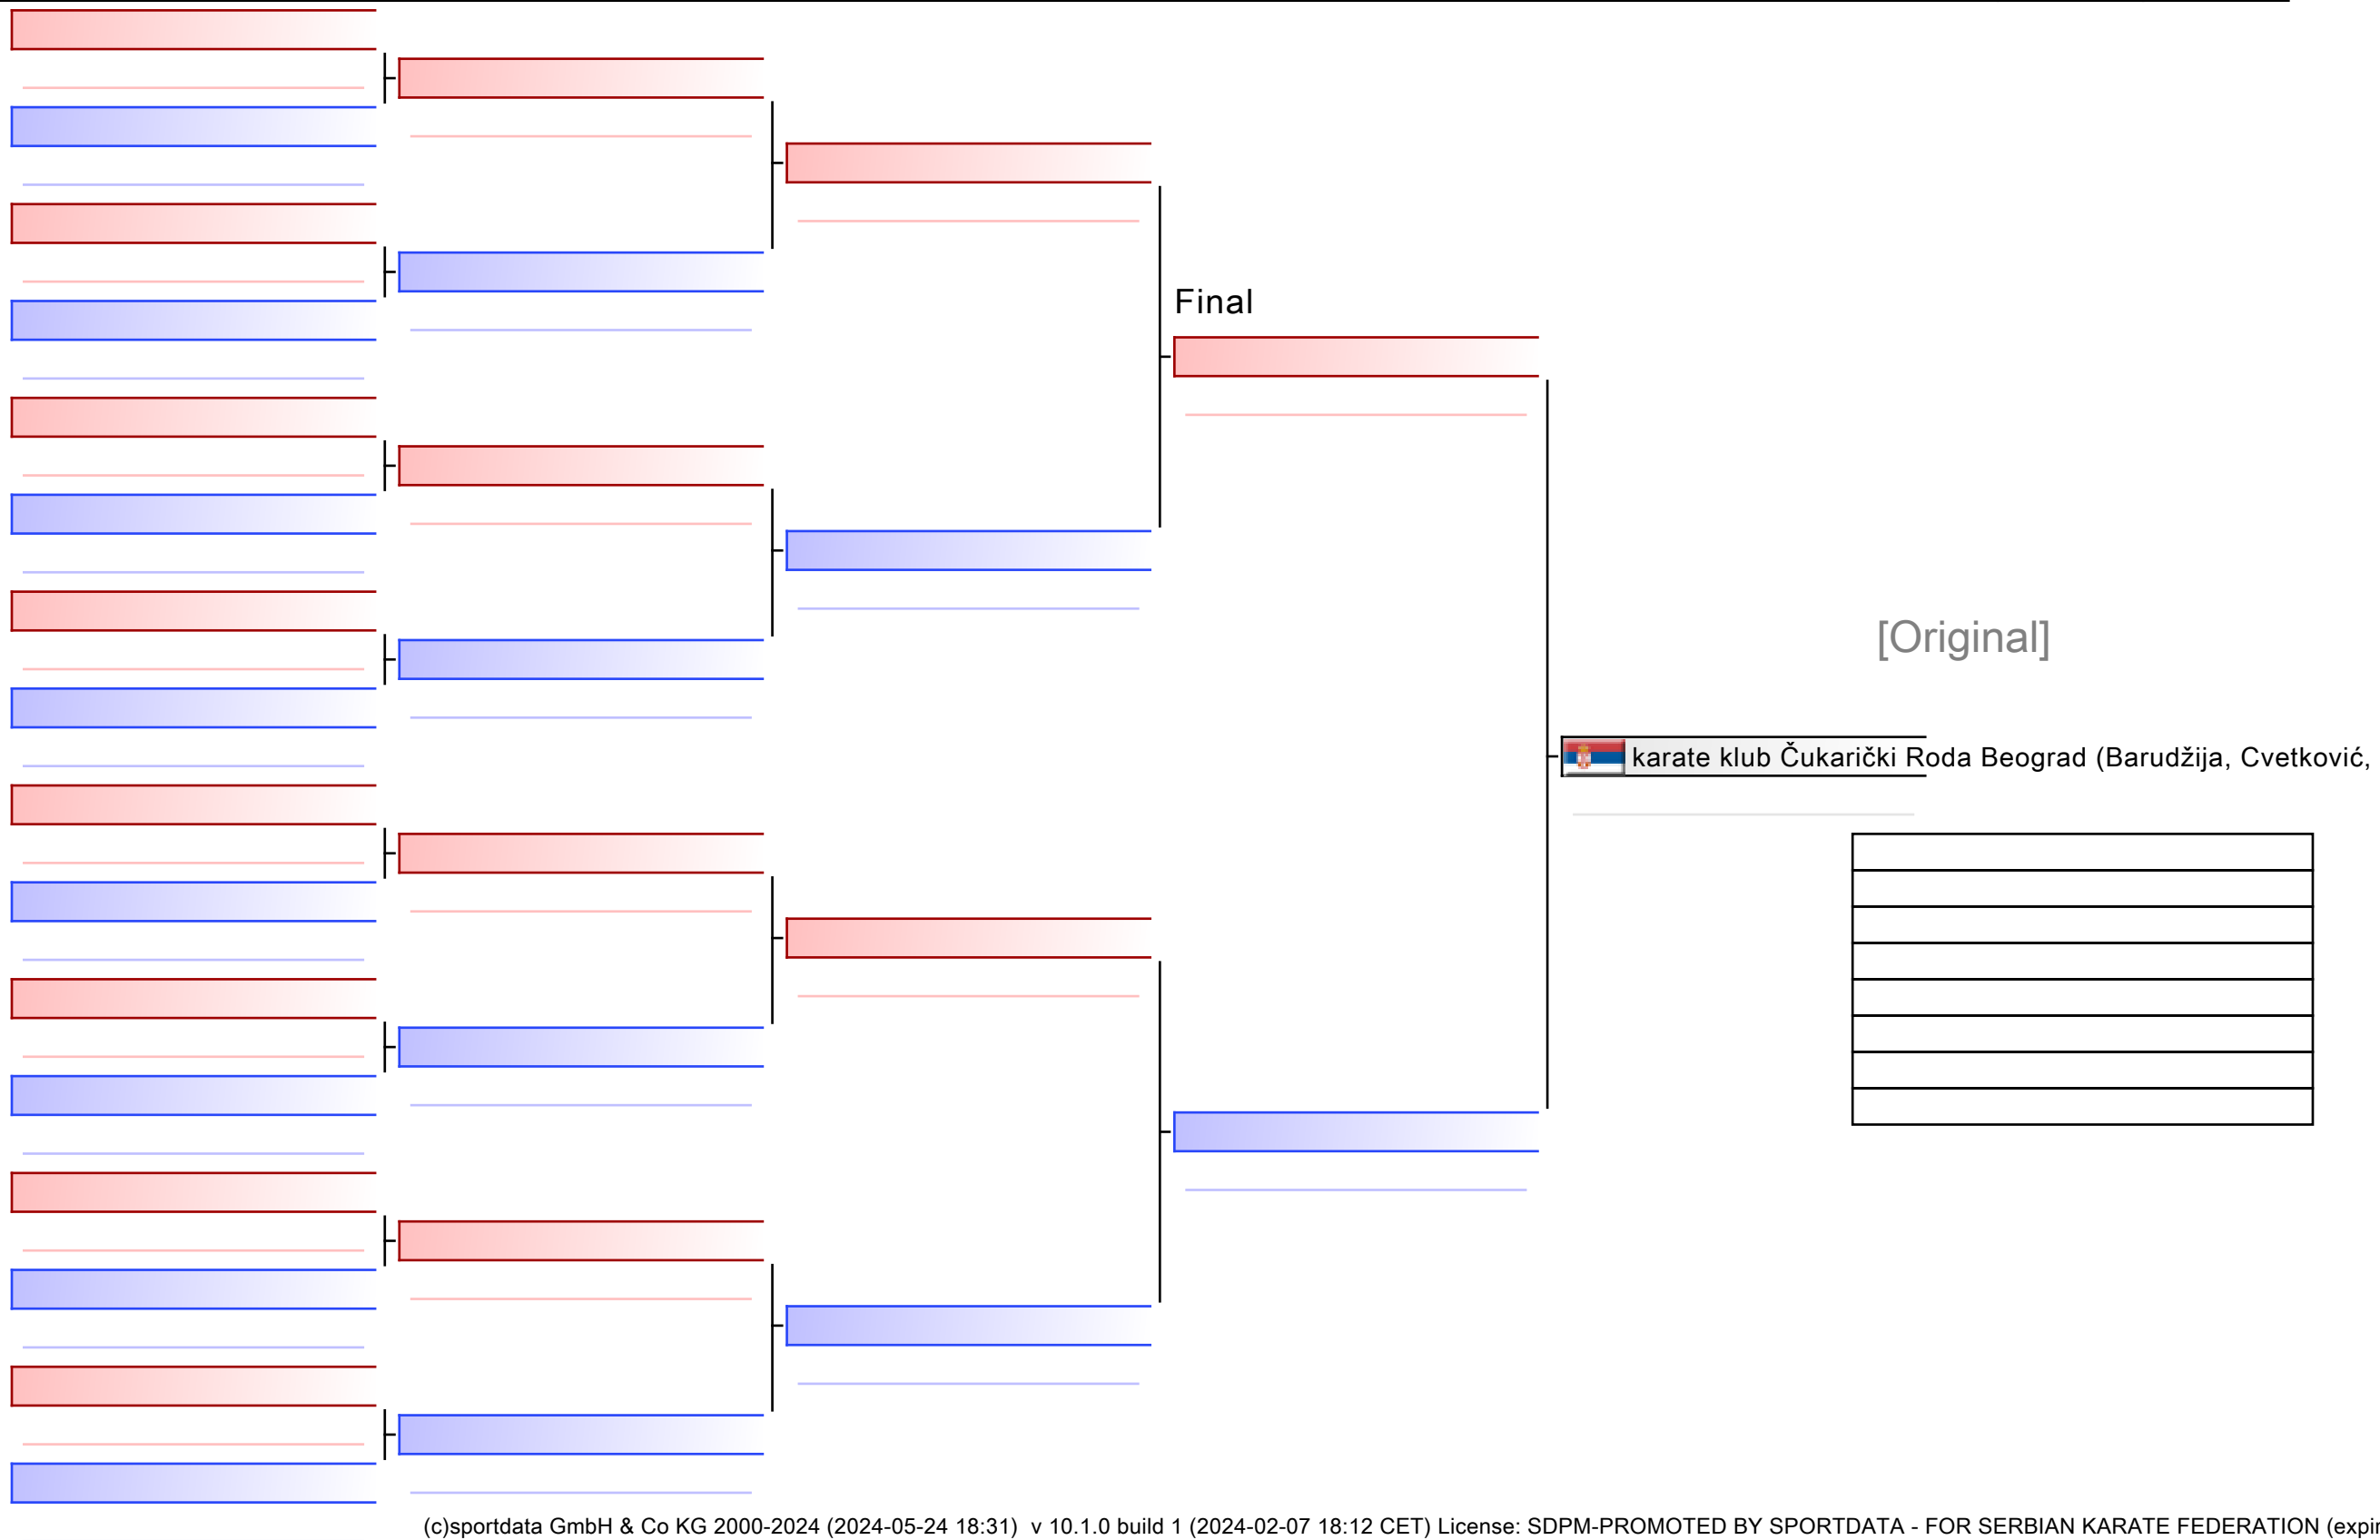 Final
[Original]
karate klub Čukarički Roda Beograd (Barudžija, Cvetković,
(c)sportdata GmbH & Co KG 2000-2024 (2024-05-24 18:31) v 10.1.0 build 1 (2024-02-07 18:12 CET) License: SDPM-PROMOTED BY SPORTDATA - FOR SERBIAN KARATE FEDERATION (expir